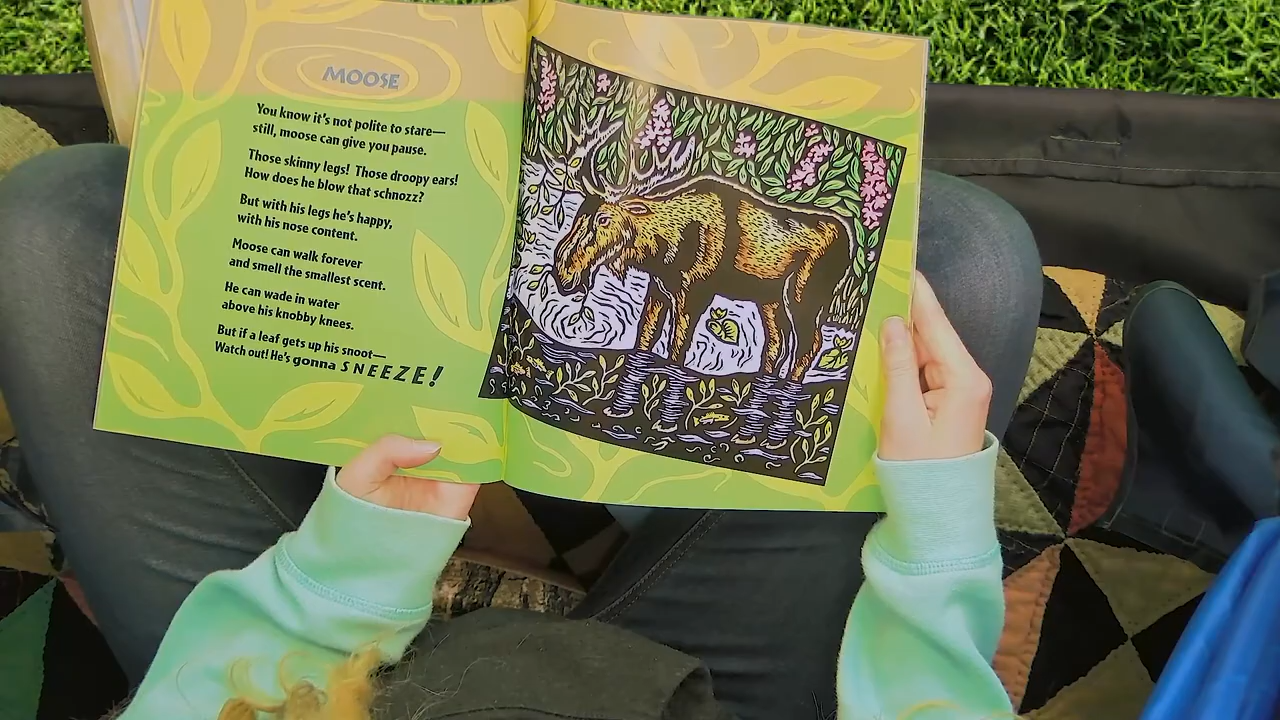 MOOSE
You know it's not polite to stare—
still, moose can give you pause.
Those skinny legs! Those droopy ears!
How does he blow that schnozz?
But with his legs he's happy,
with his nose content.
Moose can walk forever
and smell the smallest scent.
He can wade in water
above his knobby knees.
But if a leaf gets up his snoot—
Watch out! He's gonna SNEEZE!